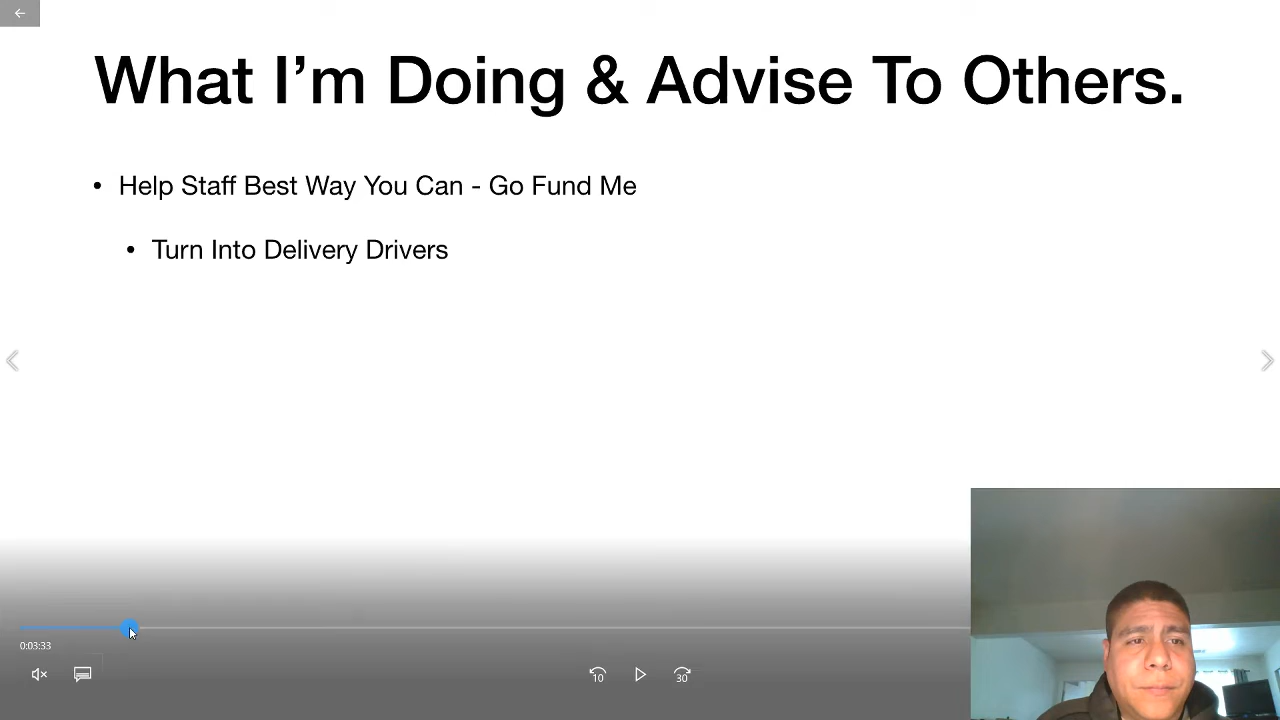 What I'm Doing & Advise To Others.
• Help Staff Best Way You Can - Go Fund Me
• Turn Into Delivery Drivers
0:03:33
10
30